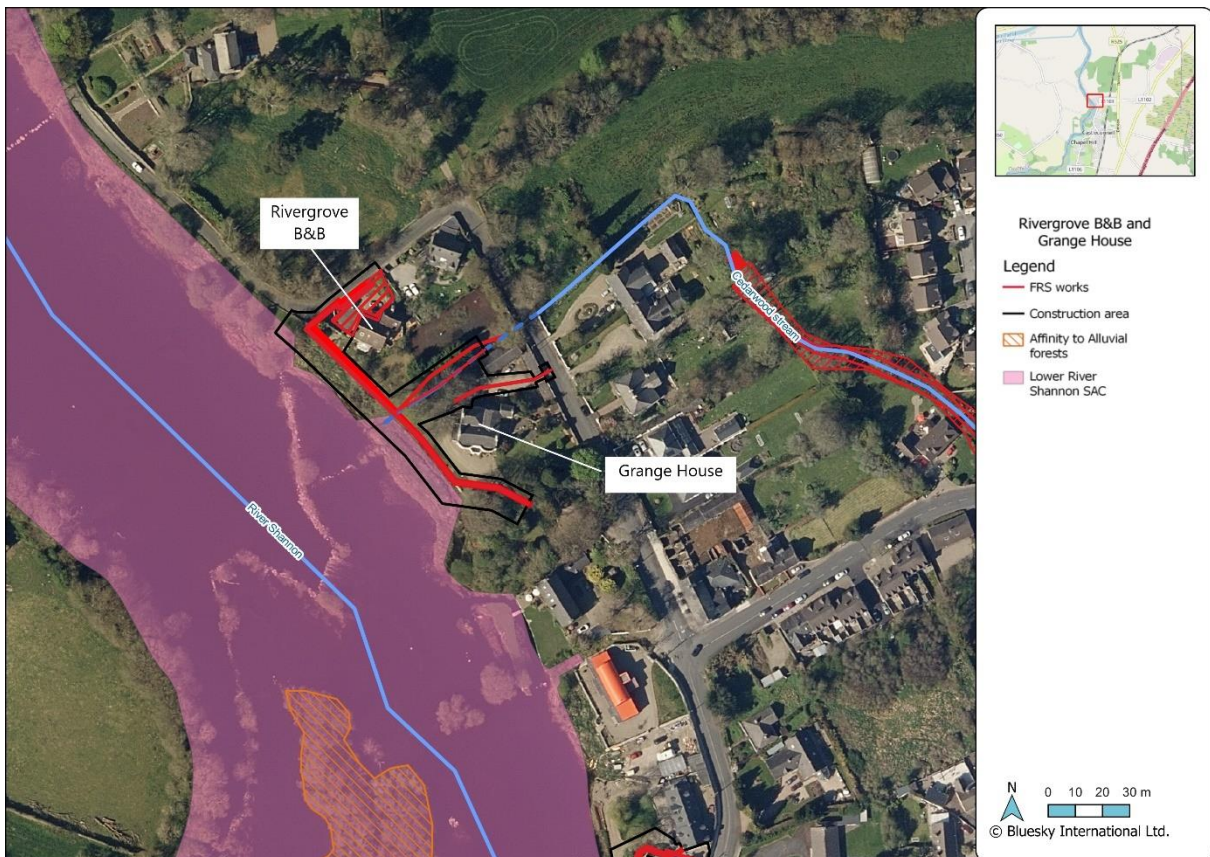 Rivergrove
B&B
Cedarwood stream
Grange House
River Shannon
Rivergrove B&B and
Grange House
Legend
FRS works
Construction area
Affinity to Alluvial
forests
Lower River
Shannon SAC
N
0 10 20 30 m
© Bluesky International Ltd.